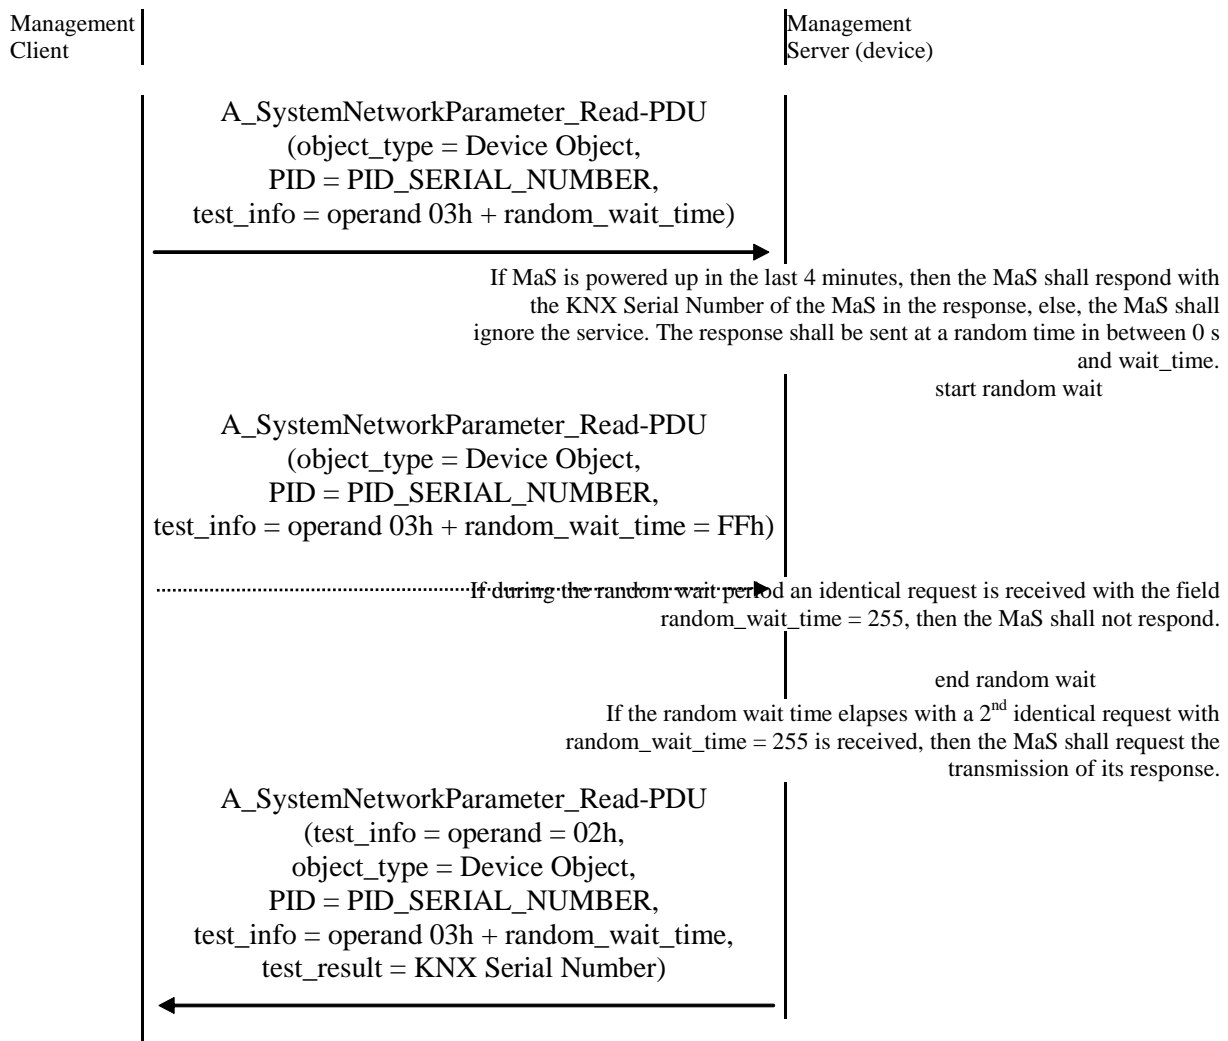 Management
Client
Management
Server (device)
A_SystemNetworkParameter_Read-PDU
(object_type = Device Object,
PID = PID_SERIAL_NUMBER,
test_info = operand 03h + random_wait_time)
If MaS is powered up in the last 4 minutes, then the MaS shall respond with
the KNX Serial Number of the MaS in the response, else, the MaS shall
ignore the service. The response shall be sent at a random time in between 0 s
and wait_time.
start random wait
A_SystemNetworkParameter_Read-PDU
(object_type = Device Object,
PID = PID_SERIAL_NUMBER,
test_info = operand 03h + random_wait_time = FFh)
If during the random wait period an identical request is received with the field
random_wait_time = 255, then the MaS shall not respond.
end random wait
If the random wait time elapses with a 2nd identical request with
random_wait_time = 255 is received, then the MaS shall request the
transmission of its response.
A_SystemNetworkParameter_Read-PDU
(test_info = operand = 02h,
object_type = Device Object,
PID = PID_SERIAL_NUMBER,
test_info = operand 03h + random_wait_time,
test_result = KNX Serial Number)